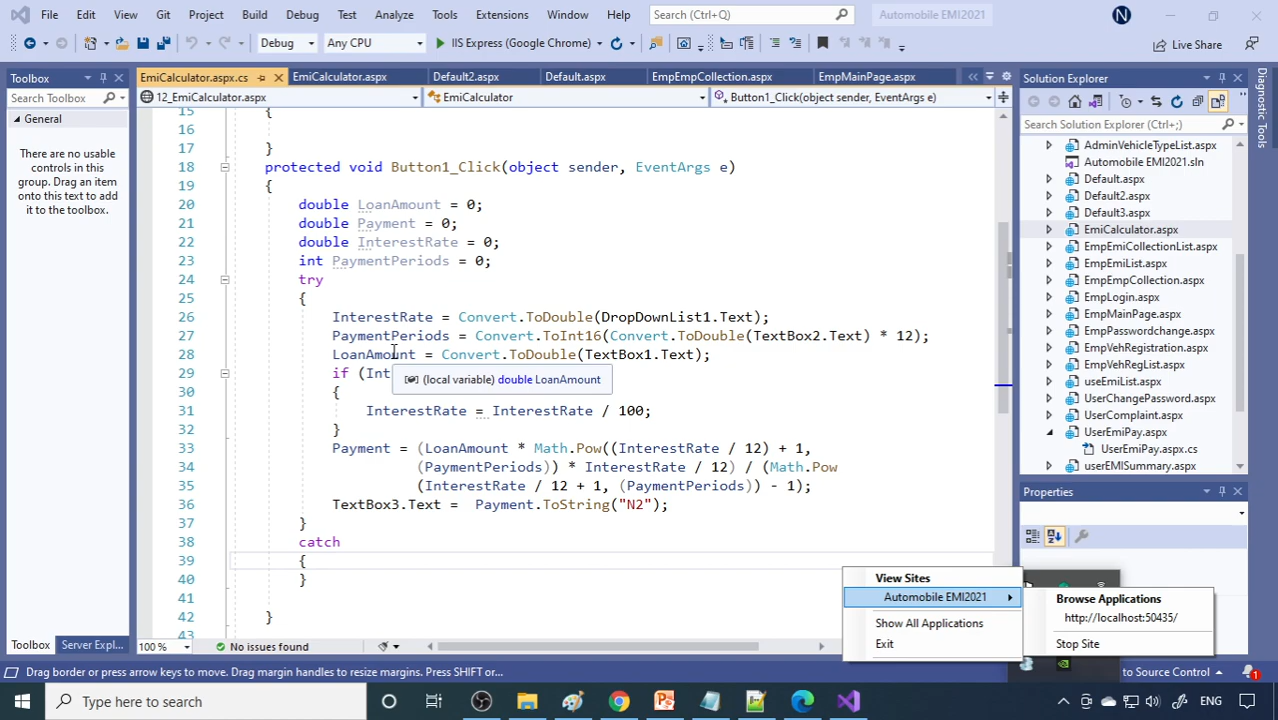 File Edit View Git Project Build Debug Test Analyze Tools Extensions Window Help Search (Ctrl+Q) Automobile EMI2021 N
Debug Any CPU IIS Express (Google Chrome) Live Share
Toolbox
Search Toolbox
General
There are no usable
controls in this
group. Drag an item
onto this text to add
it to the toolbox.
Toolbox Server Expl...
EmiCalculator.aspx.cs EmiCalculator.aspx Default2.aspx Default.aspx EmpEmpCollection.aspx EmpMainPage.aspx
12_EmiCalculator.aspx EmiCalculator Button1_Click(object sender, EventArgs e)
15 {
16
17 }
18 protected void Button1_Click(object sender, EventArgs e)
19 {
20 double LoanAmount = 0;
21 double Payment = 0;
22 double InterestRate = 0;
23 int PaymentPeriods = 0;
24 try
25 {
26 InterestRate = Convert.ToDouble(DropDownList1.Text);
27 PaymentPeriods = Convert.ToInt16(Convert.ToDouble(TextBox2.Text) * 12);
28 LoanAmount = Convert.ToDouble(TextBox1.Text);
29 if (Int
(local variable) double LoanAmount
30 {
31 InterestRate = InterestRate / 100;
32 }
33 Payment = (LoanAmount * Math.Pow((InterestRate / 12) + 1,
34 (PaymentPeriods)) * InterestRate / 12) / (Math.Pow
35 (InterestRate / 12 + 1, (PaymentPeriods)) - 1);
36 TextBox3.Text = Payment.ToString("N2");
37 }
38 catch
39 {
40 }
41
42 }
43
100 % No issues found
Solution Explorer
Search Solution Explorer (Ctrl+;)
AdminVehicleTypeList.aspx
Automobile EMI2021.sln
Default.aspx
Default2.aspx
Default3.aspx
EmiCalculator.aspx
EmpEmiCollectionList.aspx
EmpEmiList.aspx
EmpEmpCollection.aspx
EmpLogin.aspx
EmpMainPage.aspx
EmpPasswordchange.aspx
EmpVehRegistration.aspx
EmpVehRegList.aspx
useEmiList.aspx
UserChangePassword.aspx
UserComplaint.aspx
UserEmiPay.aspx
UserEmiPay.aspx.cs
userEMISummary.aspx
Properties
Diagnostic Tools
View Sites
Automobile EMI2021
Show All Applications
Exit
Browse Applications
http://localhost:50435/
Stop Site
Drag border or press arrow keys to move. Drag margin handles to resize margins. Press SHIFT or... to Source Control 1
Type here to search ENG